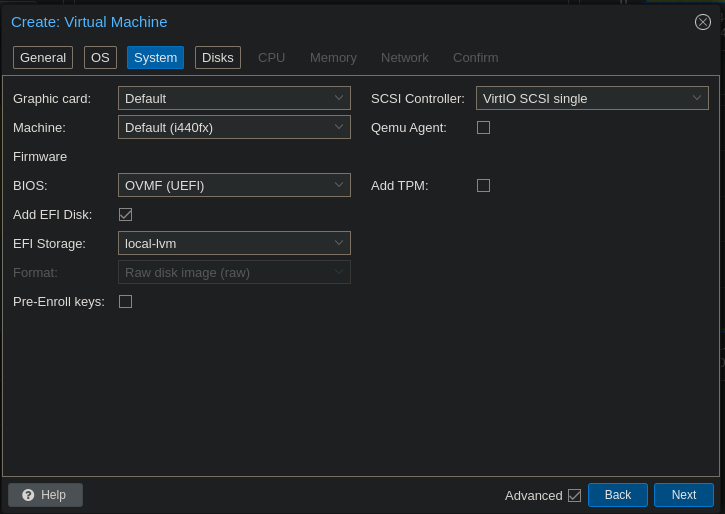 Create: Virtual Machine
General OS System Disks CPU Memory Network Confirm
Graphic card: Default SCSI Controller: VirtIO SCSI single
Machine: Default (i440fx) Qemu Agent:
Firmware
BIOS: OVMF (UEFI) Add TPM:
Add EFI Disk:
EFI Storage: local-lvm
Format: Raw disk image (raw)
Pre-Enroll keys:
? Help Advanced Back Next